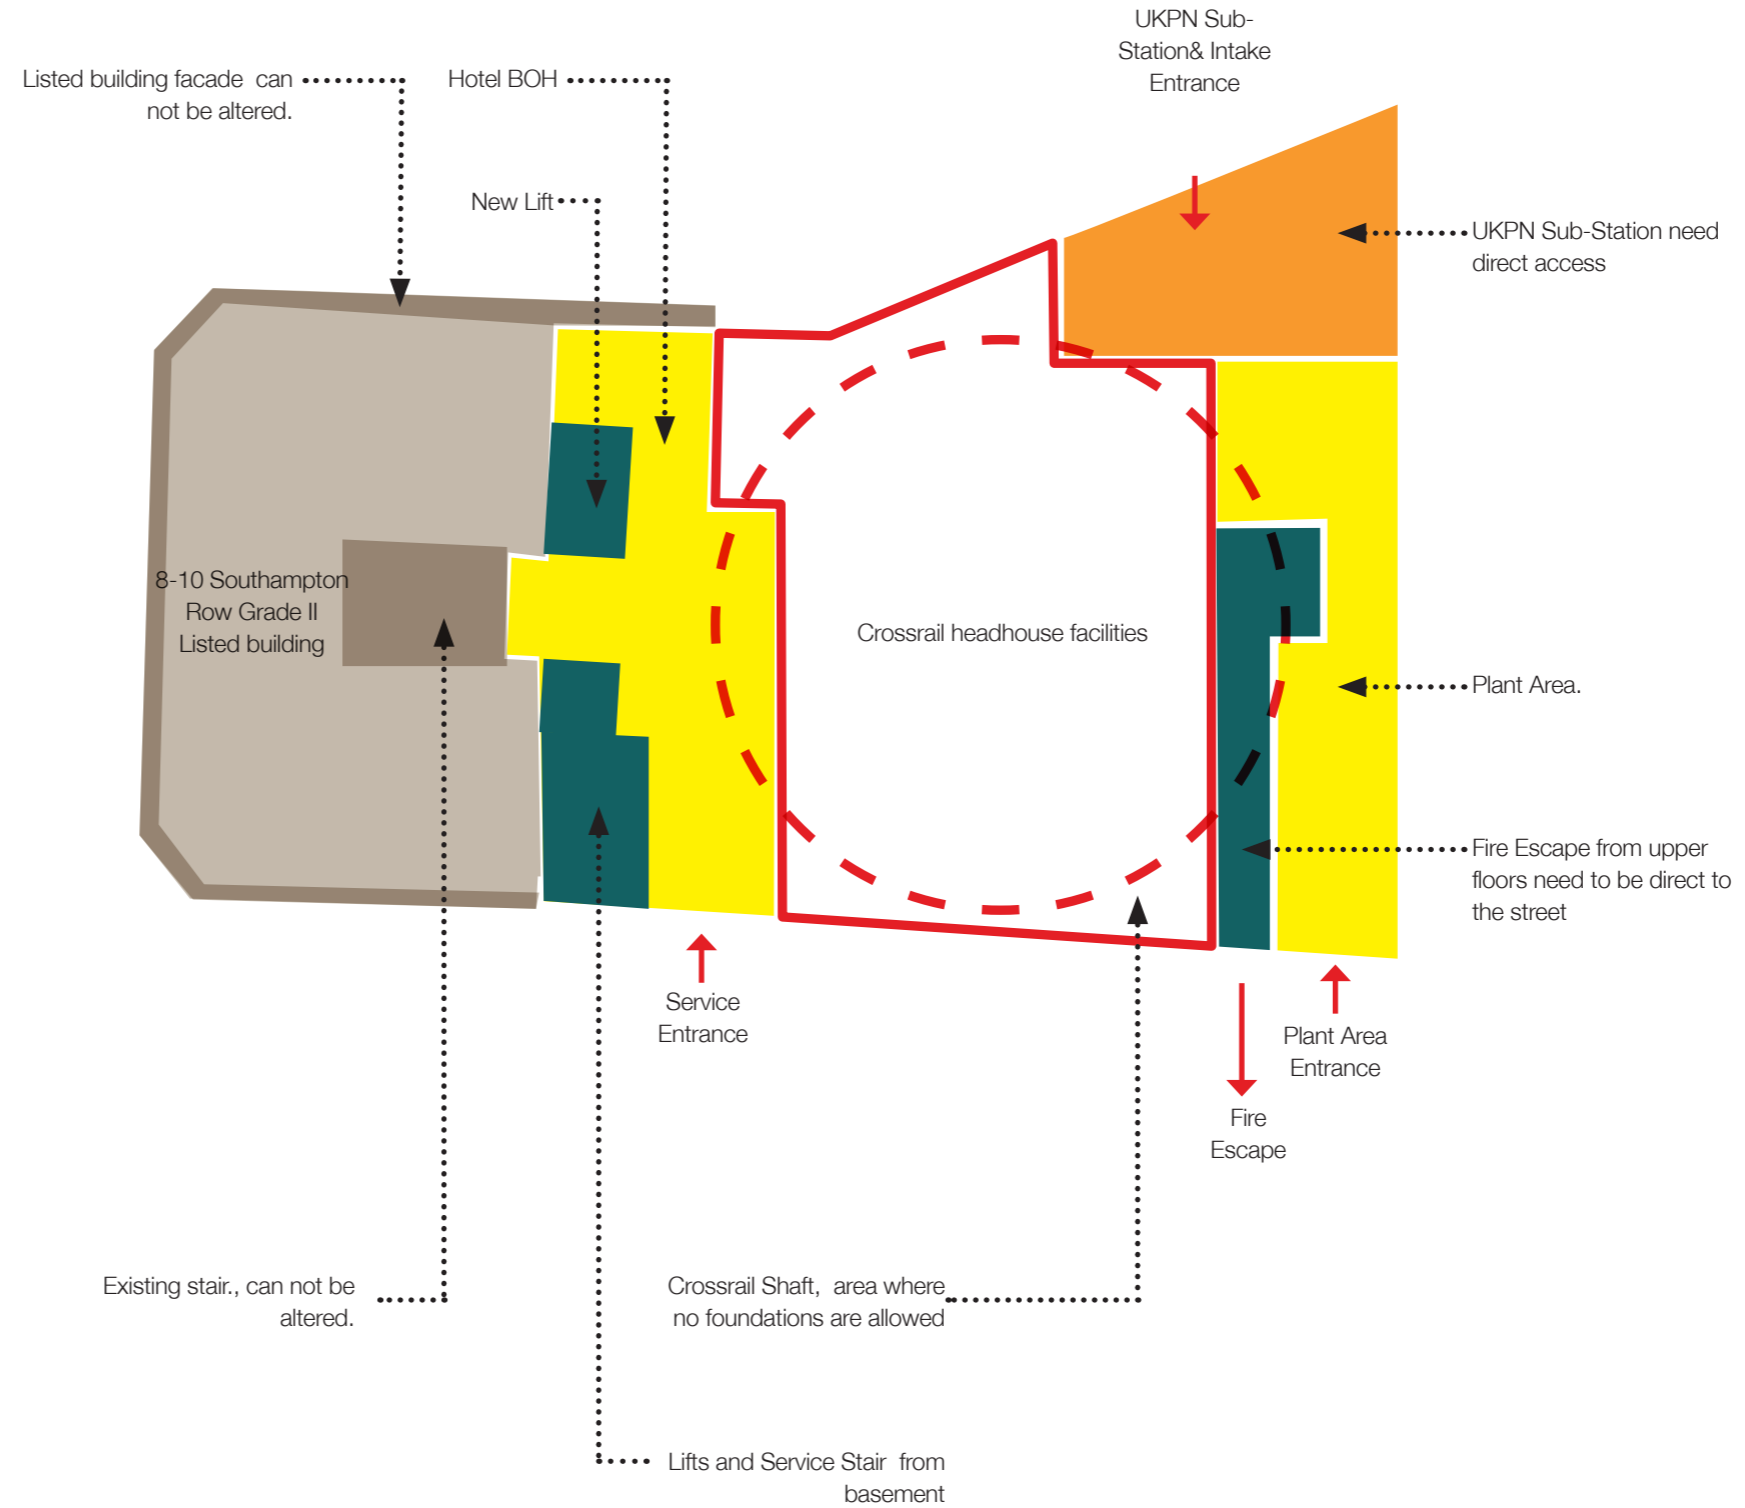 UKPN Sub-
Station& Intake
Entrance
Listed building facade can
not be altered.
Hotel BOH
New Lift
UKPN Sub-Station need
direct access
8-10 Southampton
Row Grade II
Listed building
Crossrail headhouse facilities
Plant Area.
Fire Escape from upper
floors need to be direct to
the street
Service
Entrance
Plant Area
Entrance
Fire
Escape
Existing stair., can not be
altered.
Crossrail Shaft, area where
no foundations are allowed
Lifts and Service Stair from
basement